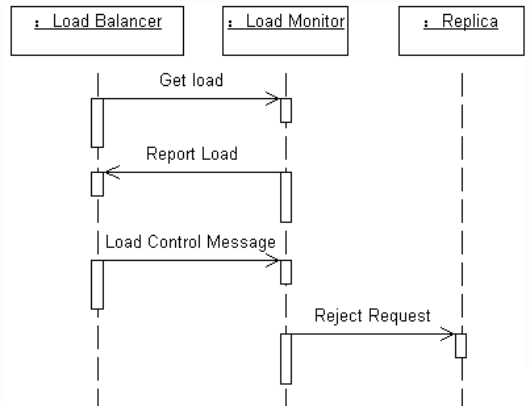 : Load Balancer
: Load Monitor
: Replica
Get load
Report Load
Load Control Message
Reject Request